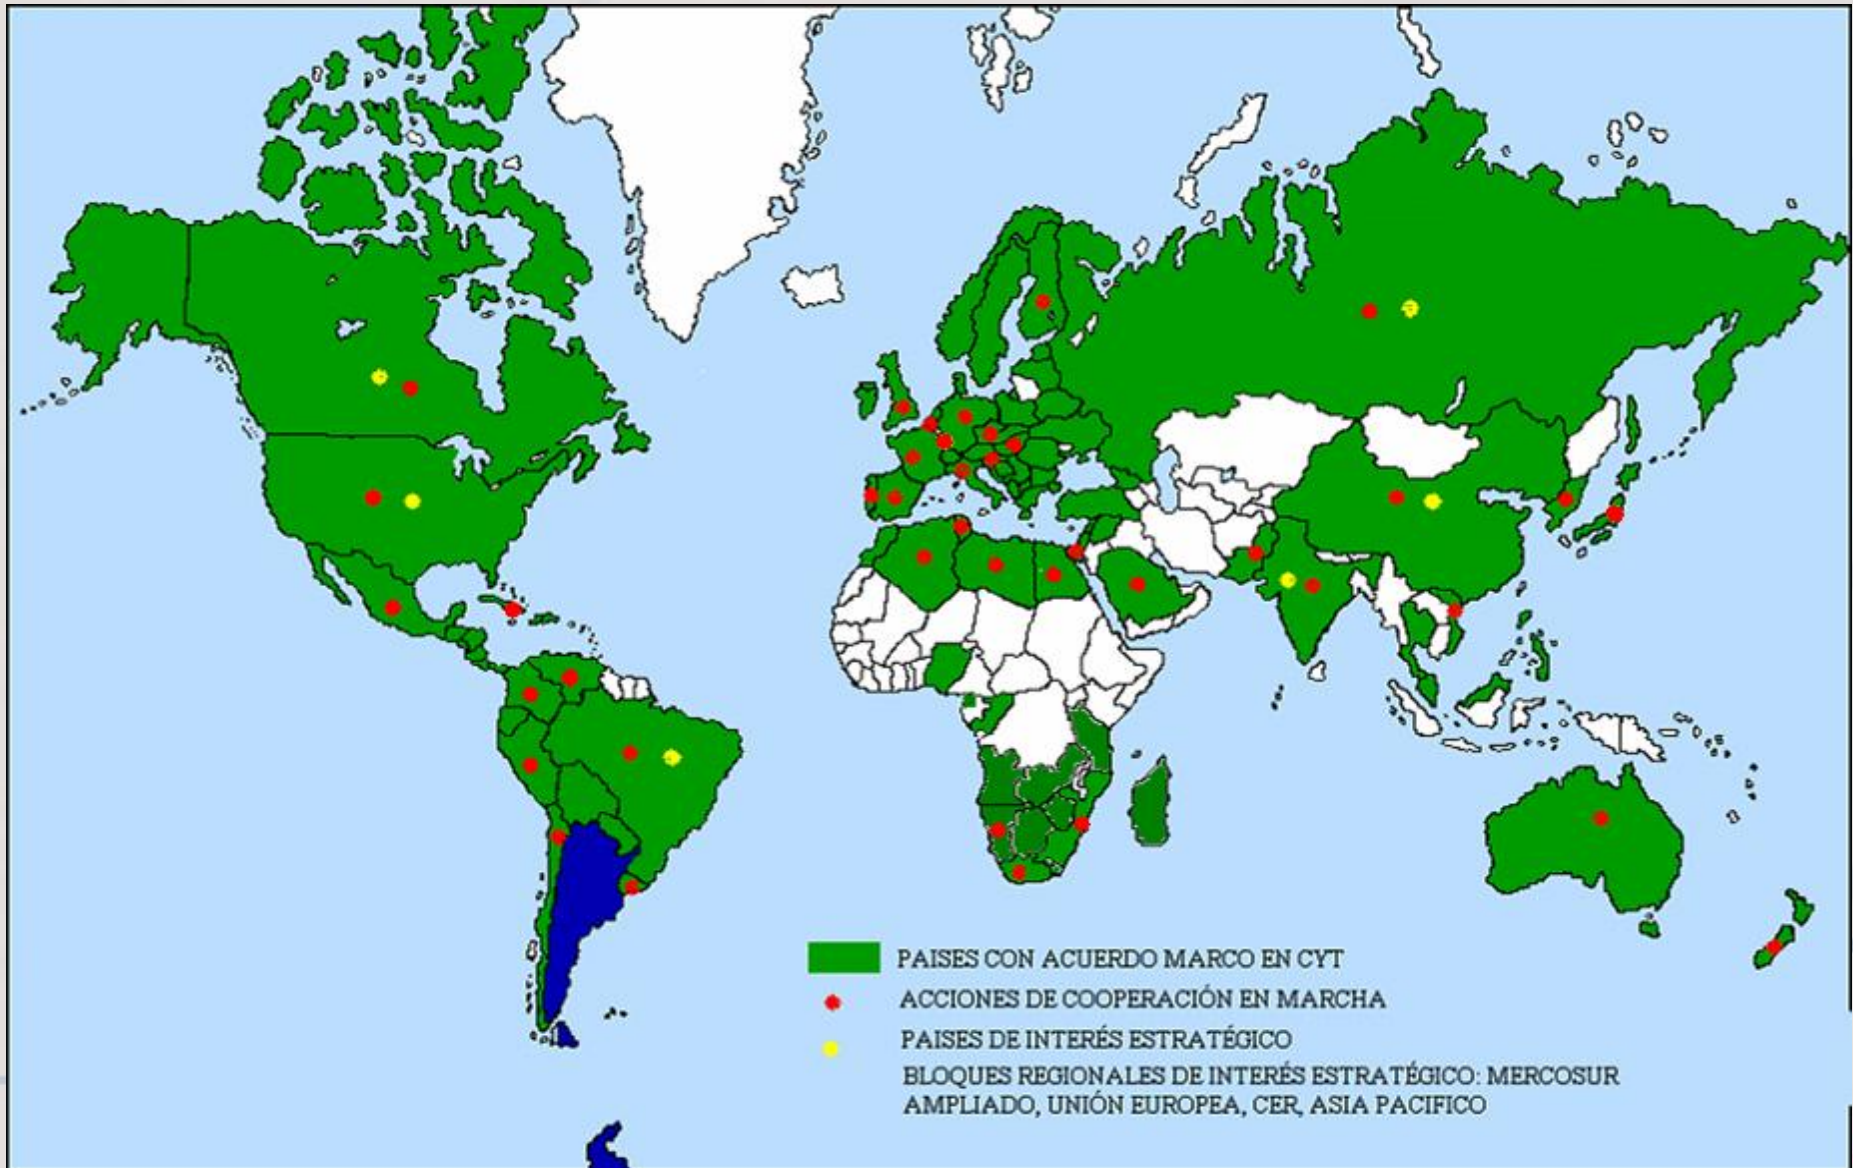 PAISES CON ACUERDO MARCO EN CYT
ACCIONES DE COOPERACIÓN EN MARCHA
PAISES DE INTERÉS ESTRATÉGICO
BLOQUES REGIONALES DE INTERÉS ESTRATÉGICO: MERCOSUR
AMPLIADO, UNIÓN EUROPEA, CER, ASIA PACIFICO